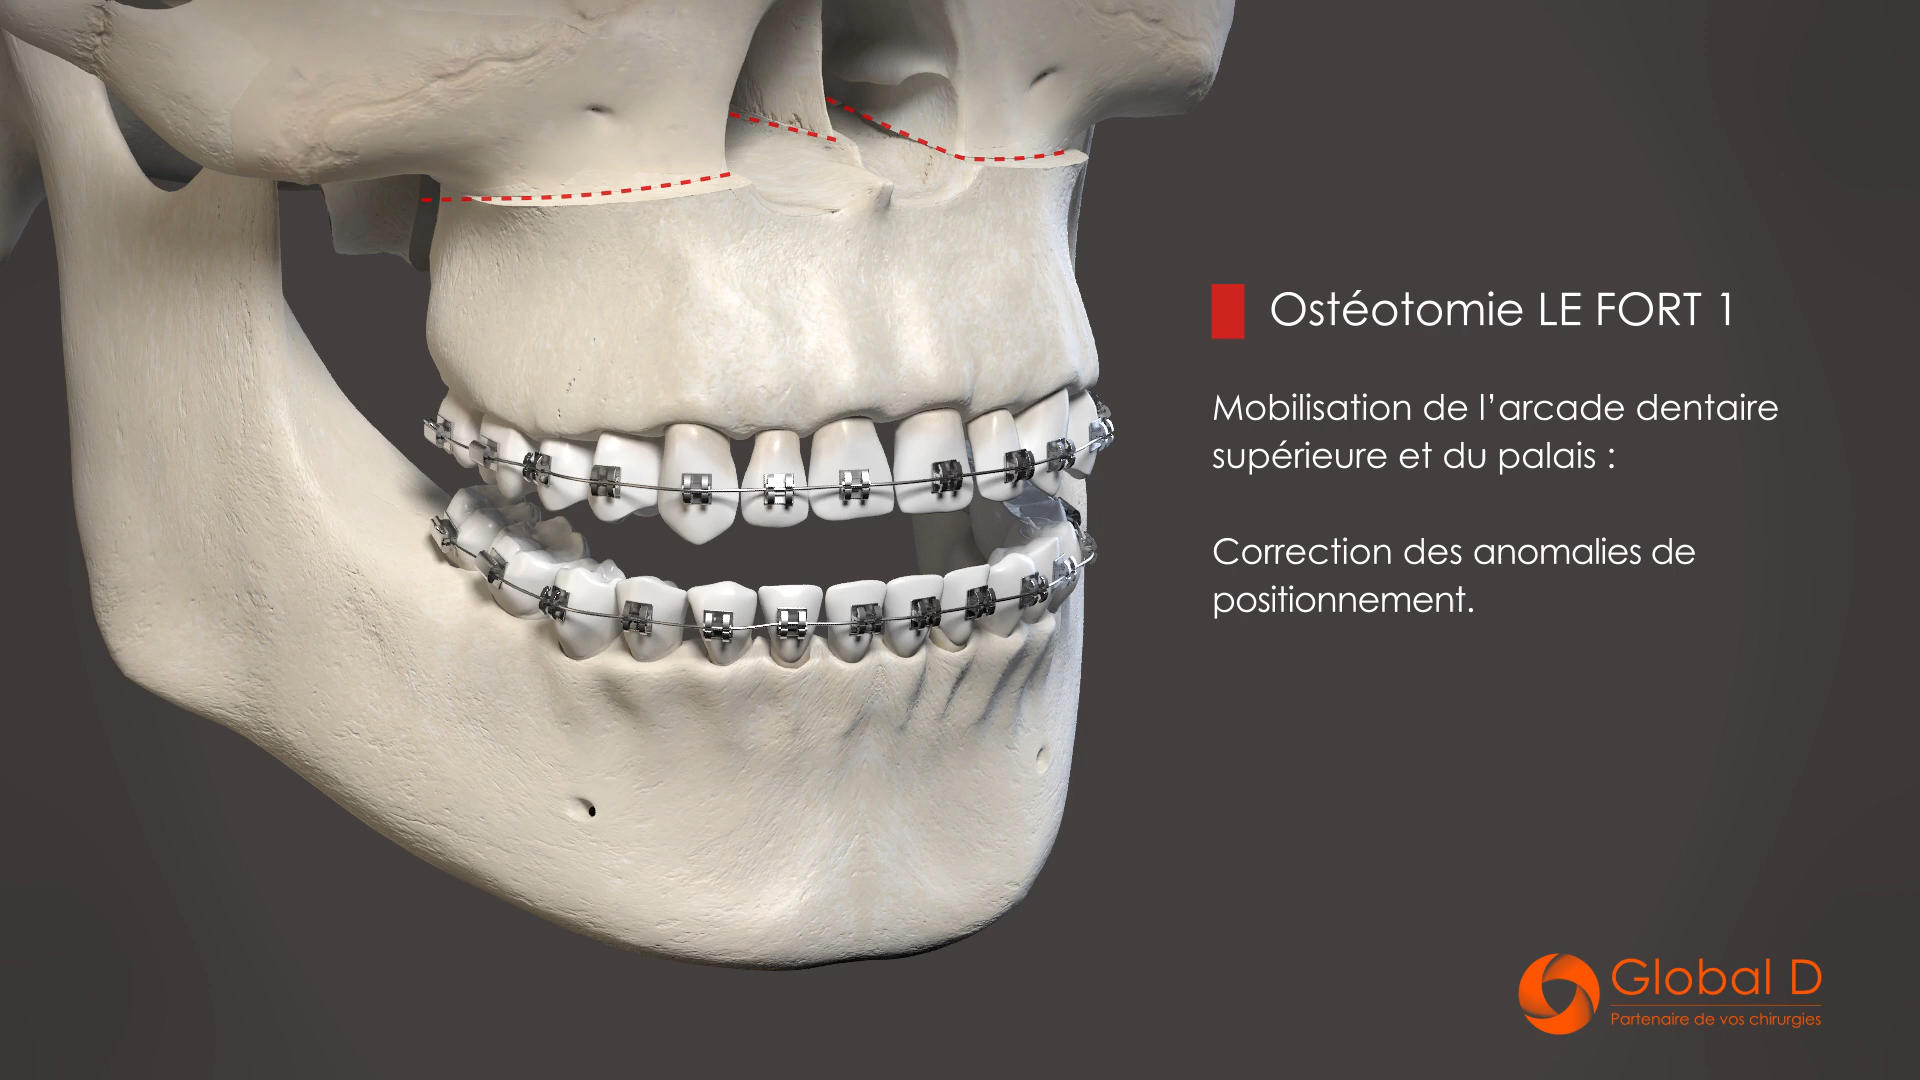 Ostéotomie LE FORT 1
Mobilisation de l’arcade dentaire
supérieure et du palais :
Correction des anomalies de
positionnement.
Global D
Partenaire de vos chirurgies